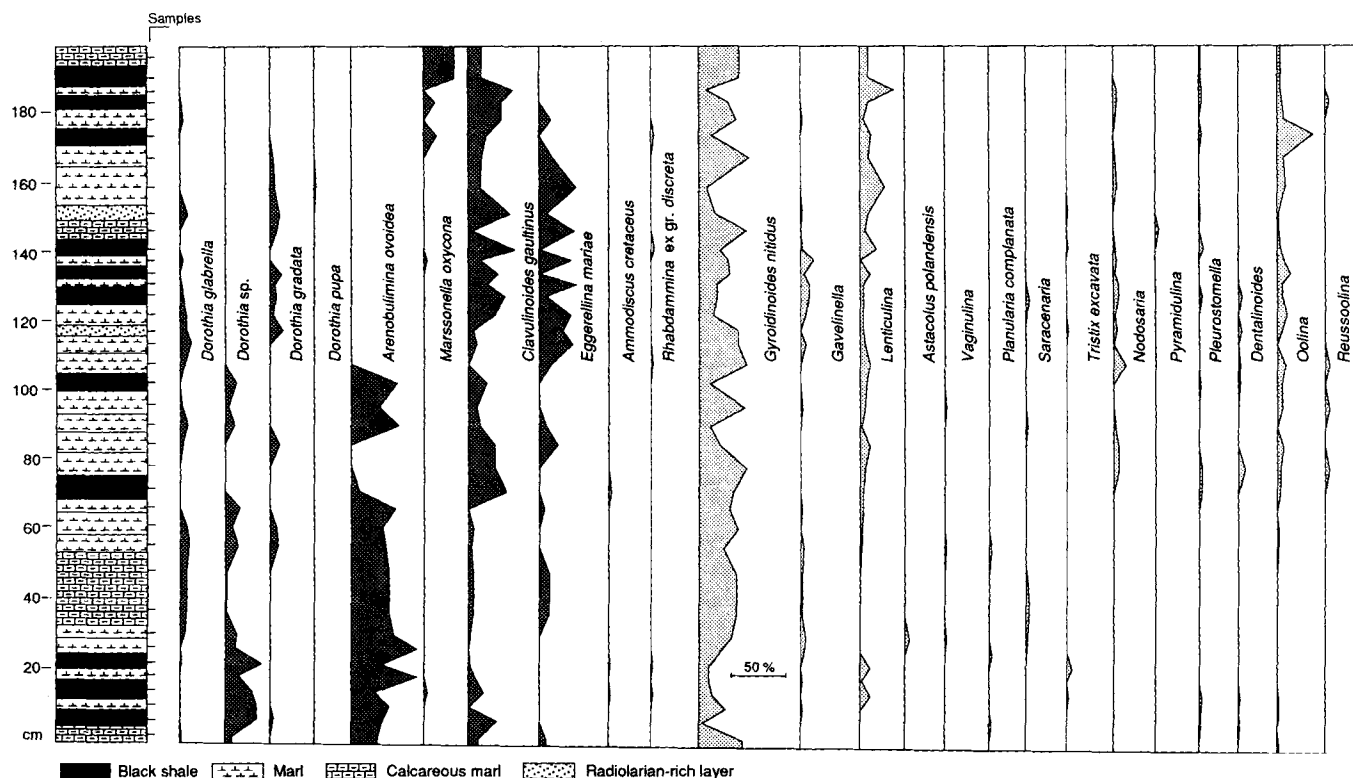 Samples
180
160
140
120
100
80
60
40
20
cm
Dorothia glabrella
Dorothia sp.
Dorothia gradata
Dorothia pupa
Arenobulimina ovoidea
Marssonella oxycona
Clavulinoides gaultinus
Eggerellina mariae
Ammodiscus cretaceus
Rhabdammina ex gr. discreta
Gyroidinoides nitidus
Gavelinella
Lenticulina
Astacolus polandensis
Vaginulina
Planularia complanata
Saracenaria
Tristix excavata
Nodosaria
Pyramidulina
Pleurostomella
Dentalinoides
Oolina
Reussoolina
50 %
Black shale
Marl
Calcareous marl
Radiolarian-rich layer